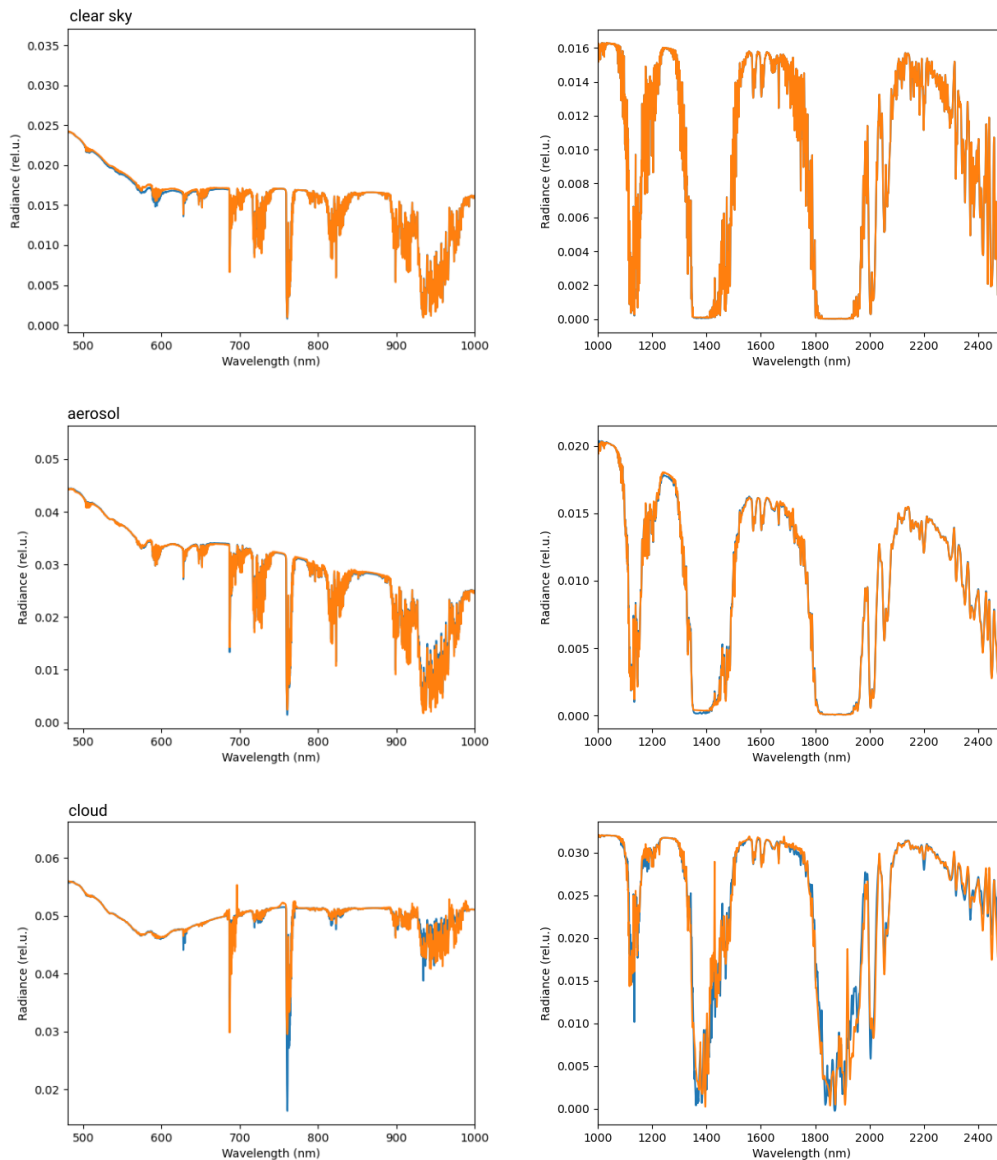 clear sky
Radiance (rel.u.)
0.035
0.030
0.025
0.020
0.015
0.010
0.005
0.000
500 600 700 800 900 1000
Wavelength (nm)
Radiance (rel.u.)
0.016
0.014
0.012
0.010
0.008
0.006
0.004
0.002
0.000
1000 1200 1400 1600 1800 2000 2200 2400
Wavelength (nm)
aerosol
Radiance (rel.u.)
0.05
0.04
0.03
0.02
0.01
0.00
500 600 700 800 900 1000
Wavelength (nm)
Radiance (rel.u.)
0.020
0.015
0.010
0.005
0.000
1000 1200 1400 1600 1800 2000 2200 2400
Wavelength (nm)
cloud
Radiance (rel.u.)
0.06
0.05
0.04
0.03
0.02
500 600 700 800 900 1000
Wavelength (nm)
Radiance (rel.u.)
0.030
0.025
0.020
0.015
0.010
0.005
0.000
1000 1200 1400 1600 1800 2000 2200 2400
Wavelength (nm)